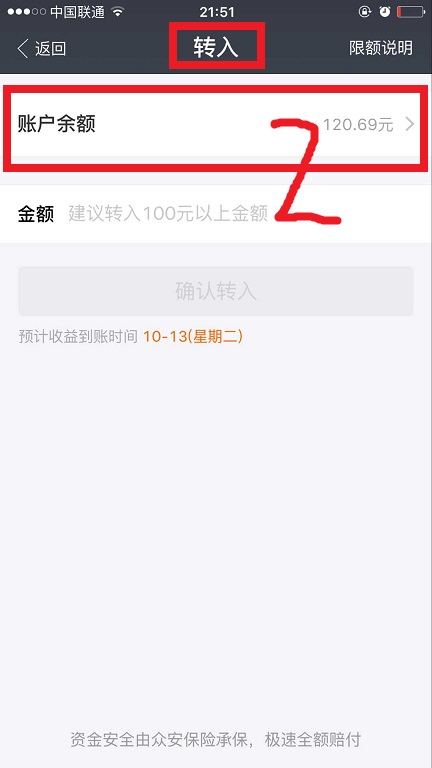 中国联通 21:51
返回 转入 限额说明
账户余额 120.69元
2
金额 建议转入100元以上金额
确认转入
预计收益到账时间 10-13(星期二)
资金安全由众安保险承保，极速全额赔付